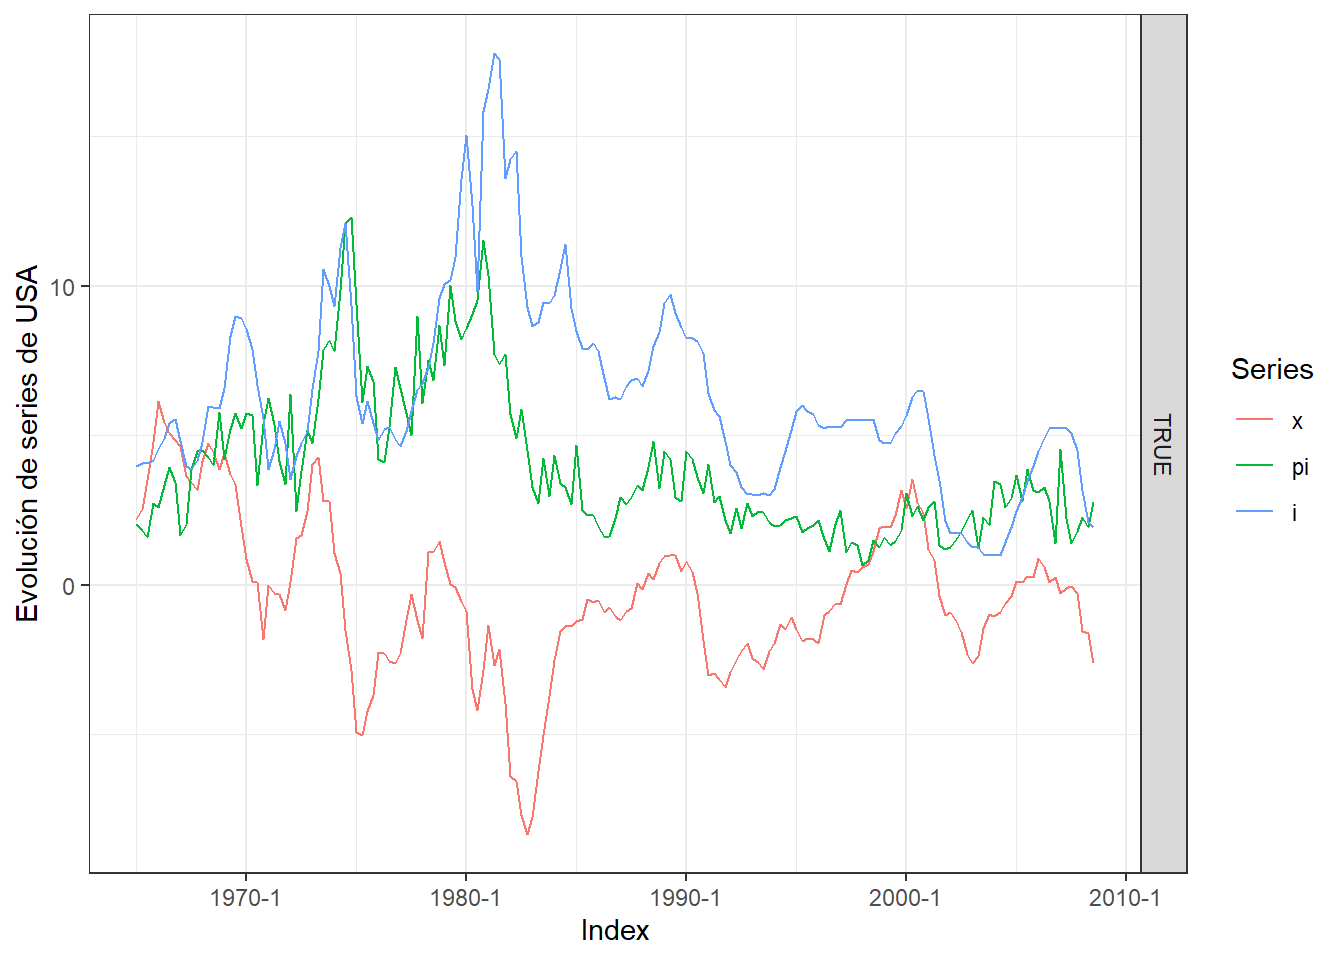 Evolución de series de USA
10
0
1970-1
1980-1
1990-1
2000-1
2010-1
Index
TRUE
Series
x
pi
i